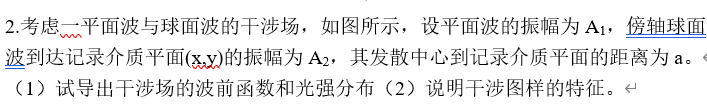 2.考虑一平面波与球面波的干涉场，如图所示，设平面波的振幅为 A1，傍轴球面
波到达记录介质平面(x,y)的振幅为 A2，其发散中心到记录介质平面的距离为 a。
（1）试导出干涉场的波前函数和光强分布（2）说明干涉图样的特征。